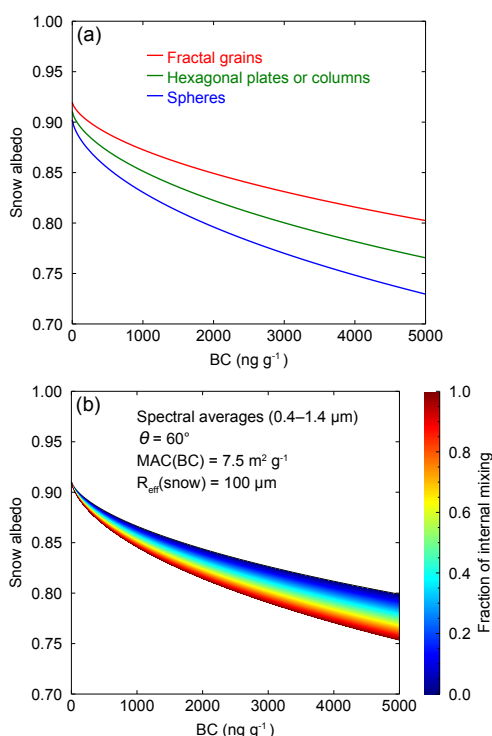 (a)
Fractal grains
Hexagonal plates or columns
Spheres
1.00
0.95
0.90
0.85
0.80
0.75
0.70
Snow albedo
0 1000 2000 3000 4000 5000
BC (ng g⁻¹)
(b)
Spectral averages (0.4–1.4 µm)
θ = 60°
MAC(BC) = 7.5 m² g⁻¹
R_eff(snow) = 100 µm
1.00
0.95
0.90
0.85
0.80
0.75
0.70
Snow albedo
0 1000 2000 3000 4000 5000
BC (ng g⁻¹)
1.0
0.8
0.6
0.4
0.2
0.0
Fraction of internal mixing